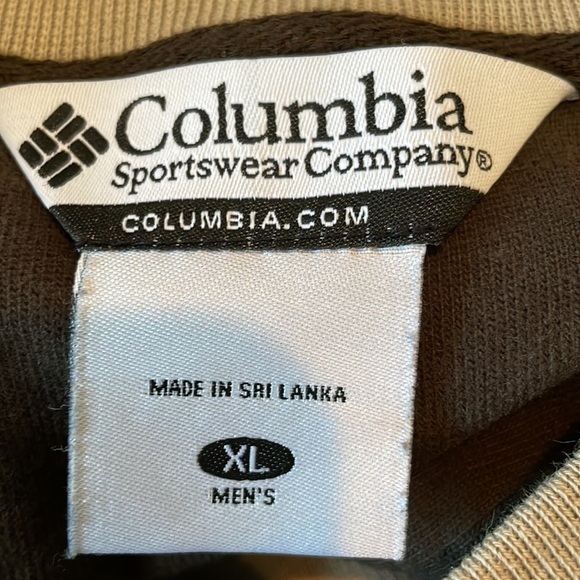 Columbia
Sportswear Company®
COLUMBIA.COM
MADE IN SRI LANKA
XL
MEN'S